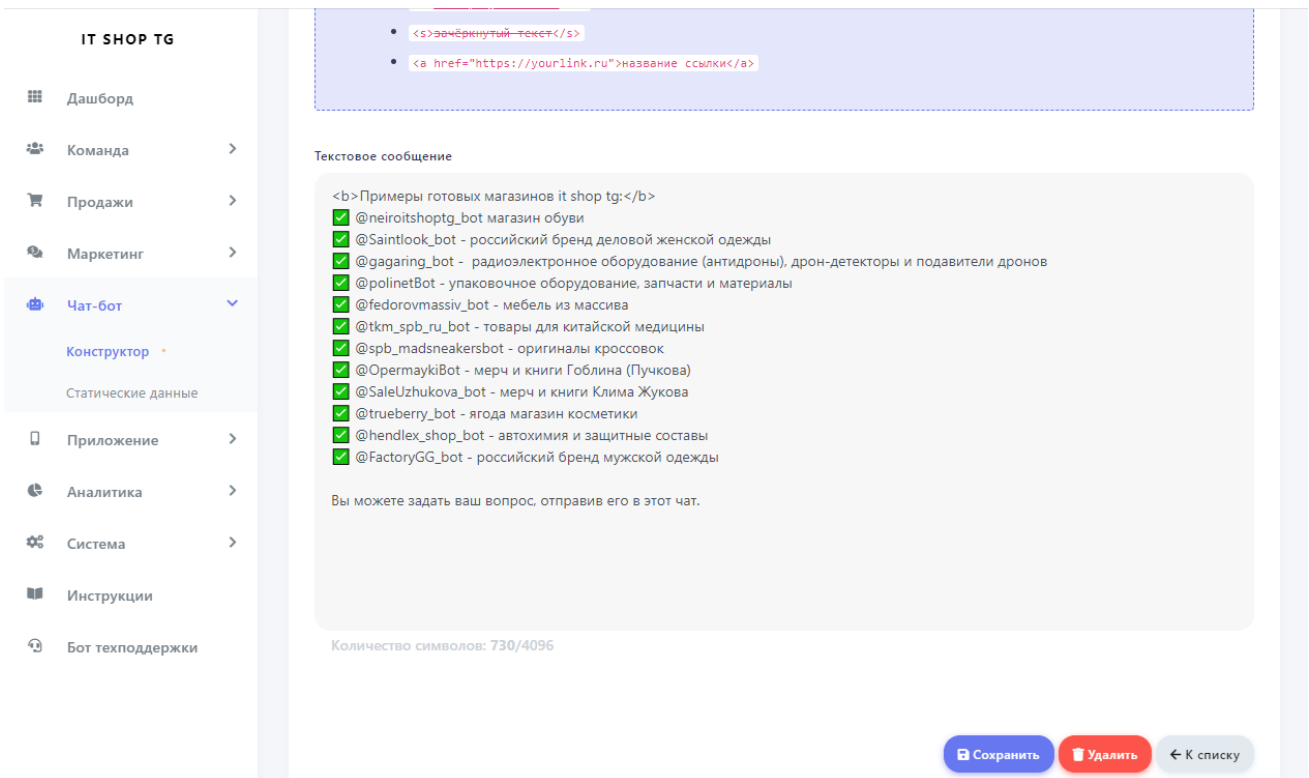 IT SHOP TG
Дашборд
Команда
Продажи
Маркетинг
Чат-бот
Конструктор
Статические данные
Приложение
Аналитика
Система
Инструкции
Бот техподдержки
<s>зачёркнутый текст</s>
<a href="https://yourlink.ru">название ссылки</a>
Текстовое сообщение
<b>Примеры готовых магазинов it shop tg:</b>
✅ @neiroitshoptg_bot магазин обуви
✅ @Saintlook_bot - российский бренд деловой женской одежды
✅ @gagaring_bot - радиоэлектронное оборудование (антидроны), дрон-детекторы и подавители дронов
✅ @polinetBot - упаковочное оборудование, запчасти и материалы
✅ @fedorovmassiv_bot - мебель из массива
✅ @tkm_spb_ru_bot - товары для китайской медицины
✅ @spb_madsneakersbot - оригиналы кроссовок
✅ @OpermaykiBot - мерч и книги Гоблина (Пучкова)
✅ @SaleUzhukova_bot - мерч и книги Клима Жукова
✅ @trueberry_bot - ягода магазин косметики
✅ @hendlex_shop_bot - автохимия и защитные составы
✅ @FactoryGG_bot - российский бренд мужской одежды
Вы можете задать ваш вопрос, отправив его в этот чат.
Количество символов: 730/4096
Сохранить
Удалить
← К списку